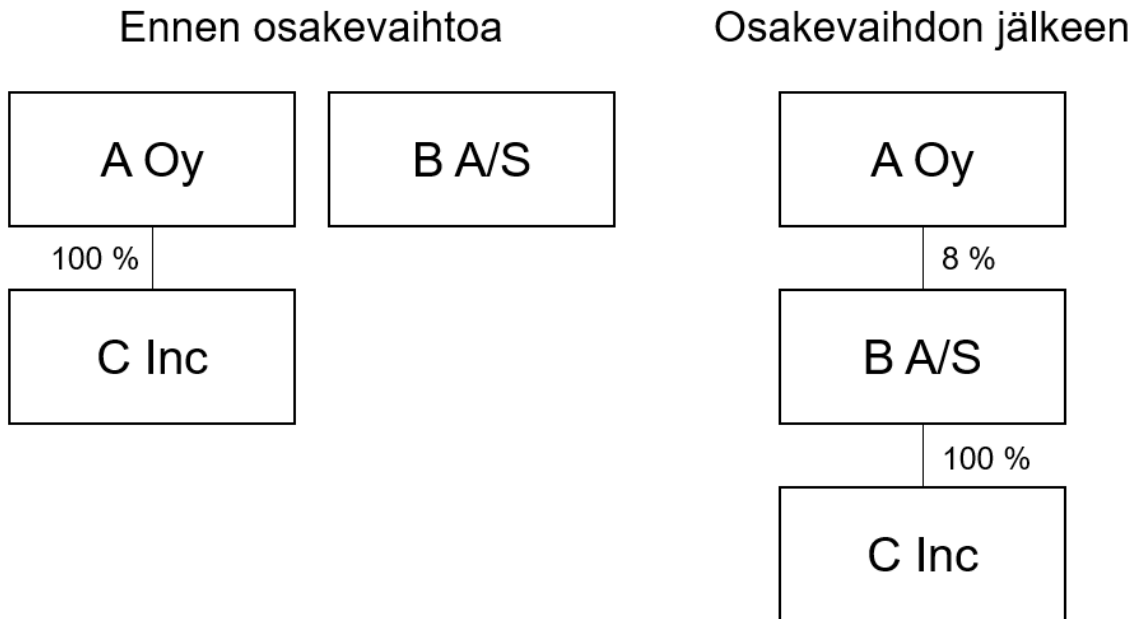 Ennen osakevaihtoa
A Oy
B A/S
100 %
C Inc
Osakevaihdon jälkeen
A Oy
8 %
B A/S
100 %
C Inc